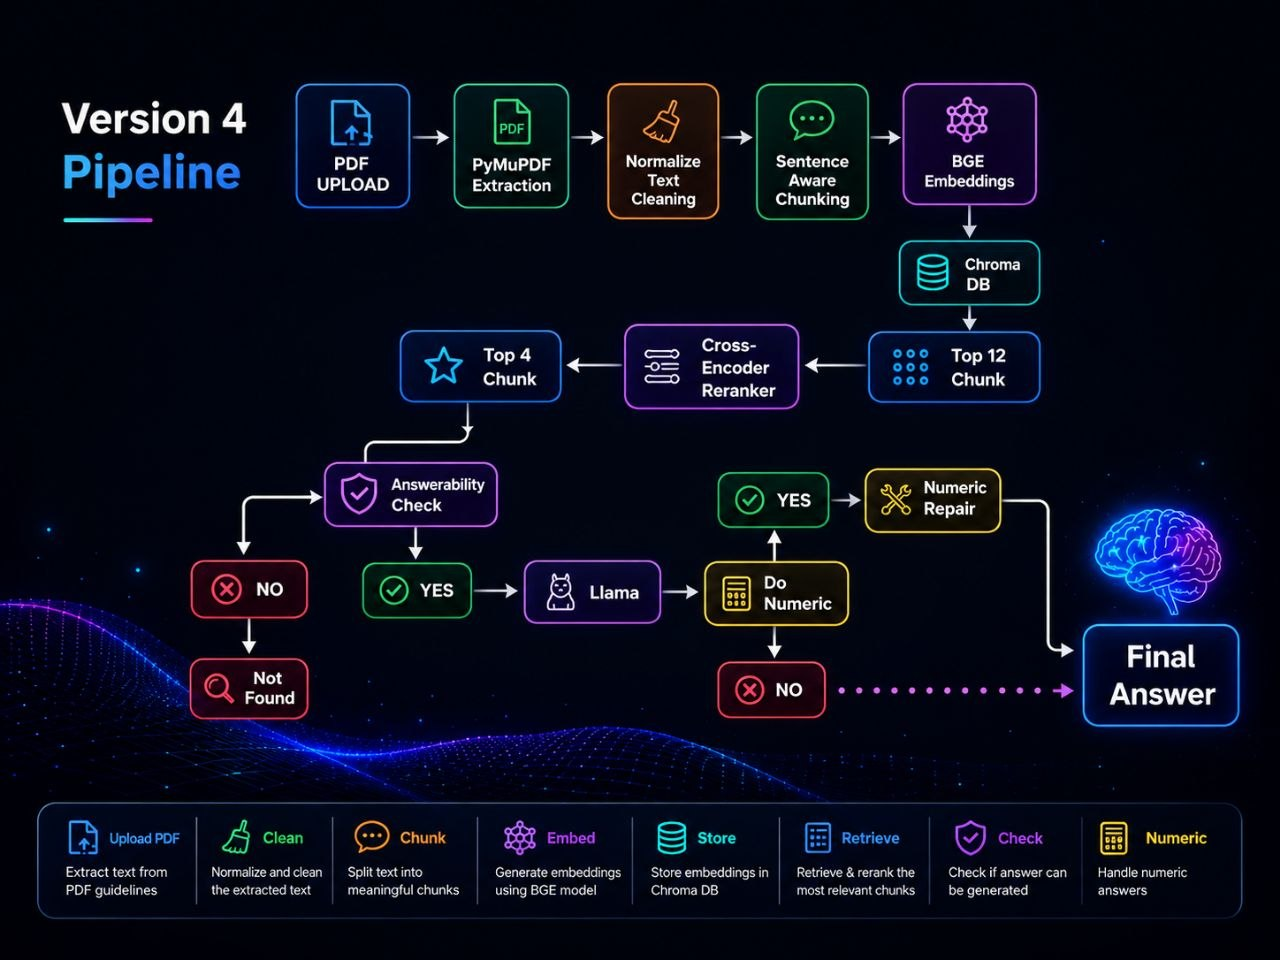 Version 4
Pipeline
PDF
UPLOAD
PDF
PyMuPDF
Extraction
Normalize
Text
Cleaning
Sentence
Aware
Chunking
BGE
Embeddings
Chroma
DB
Top 12
Chunk
Cross-
Encoder
Reranker
Top 4
Chunk
Answerability
Check
NO
Not
Found
YES
Llama
Do
Numeric
YES
Numeric
Repair
NO
Final
Answer
Upload PDF
Extract text from
PDF guidelines
Clean
Normalize and clean
the extracted text
Chunk
Split text into
meaningful chunks
Embed
Generate embeddings
using BGE model
Store
Store embeddings in
Chroma DB
Retrieve
Retrieve & rerank the
most relevant chunks
Check
Check if answer can
be generated
Numeric
Handle numeric
answers